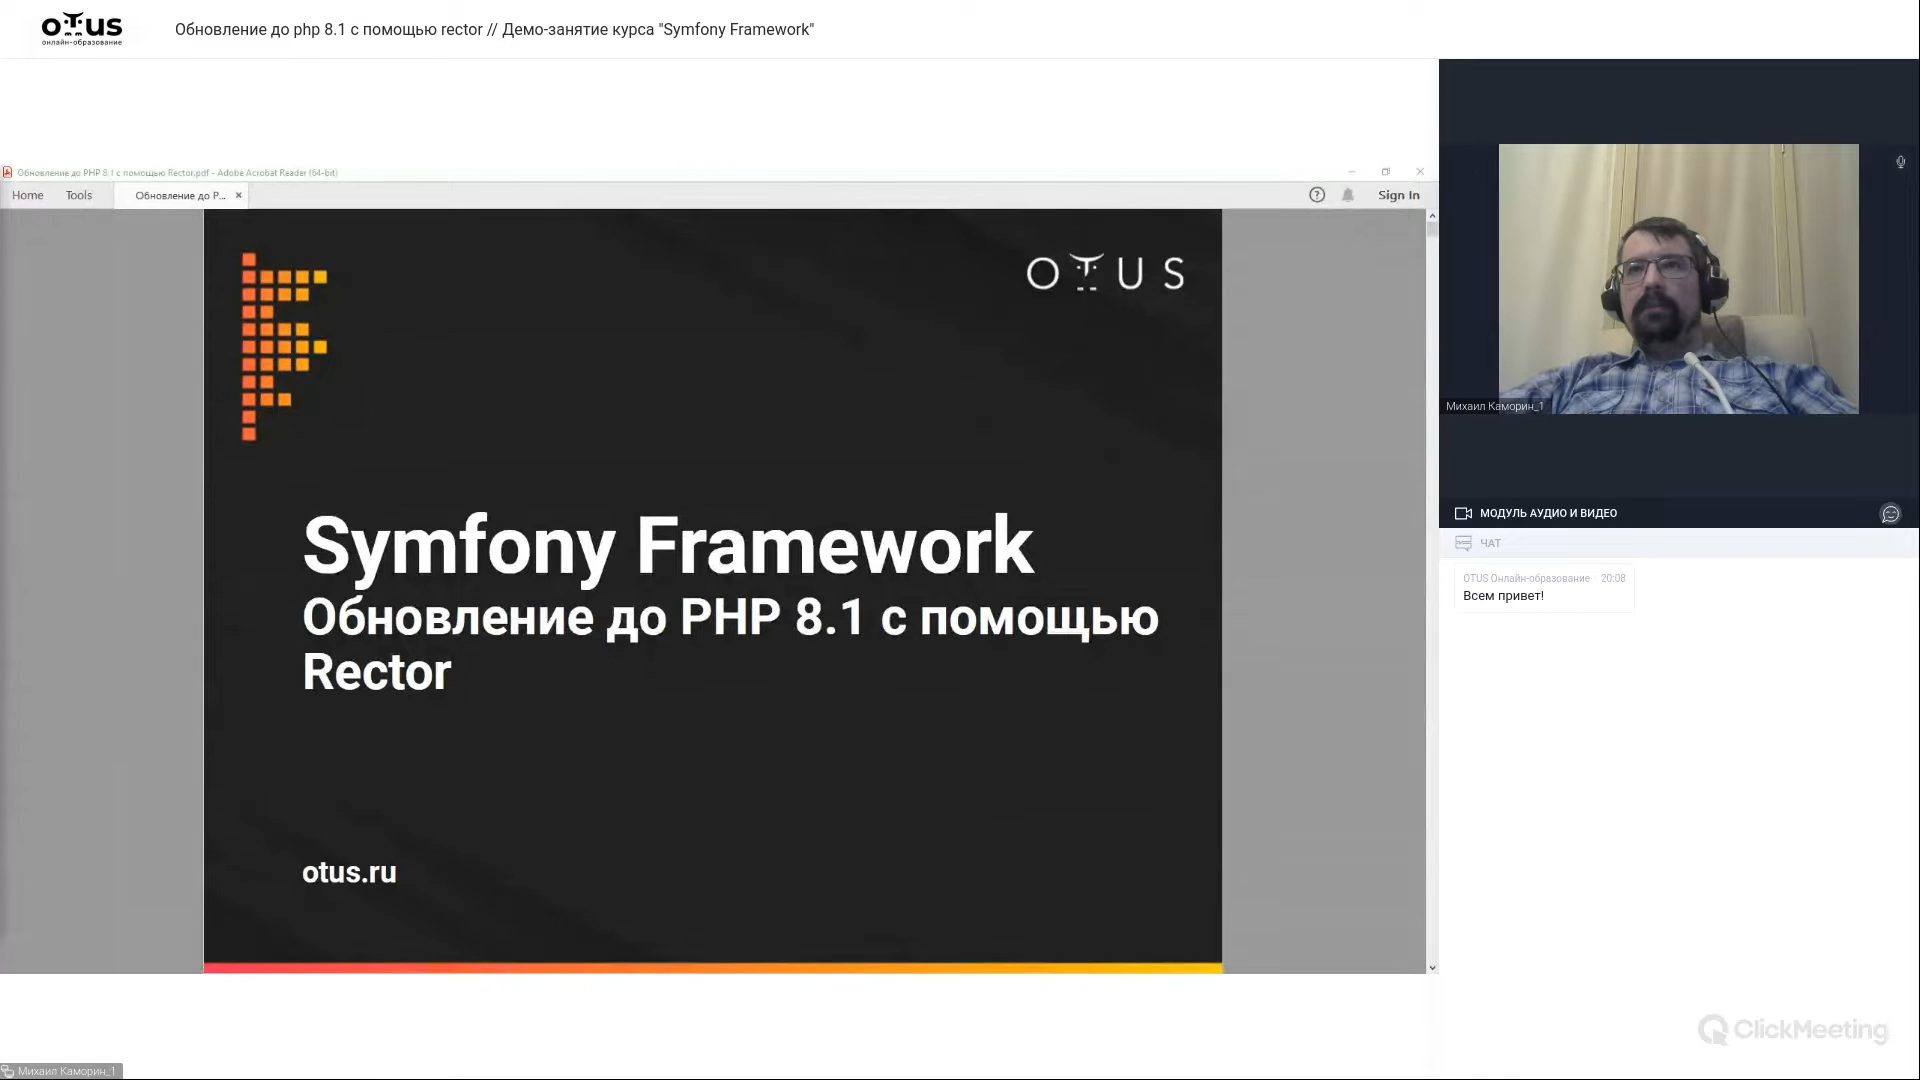 OTUS
онлайн-образование
Обновление до php 8.1 с помощью rector // Демо-занятие курса "Symfony Framework"
Обновление до PHP 8.1 с помощью Rector.pdf - Adobe Acrobat Reader (64-bit)
Home Tools Обновление до P... × Sign In
OTUS
Symfony Framework
Обновление до PHP 8.1 с помощью
Rector
otus.ru
Михаил Каморин_1
МОДУЛЬ АУДИО И ВИДЕО
ЧАТ
OTUS Онлайн-образование 20:08
Всем привет!
ClickMeeting
Михаил Каморин_1